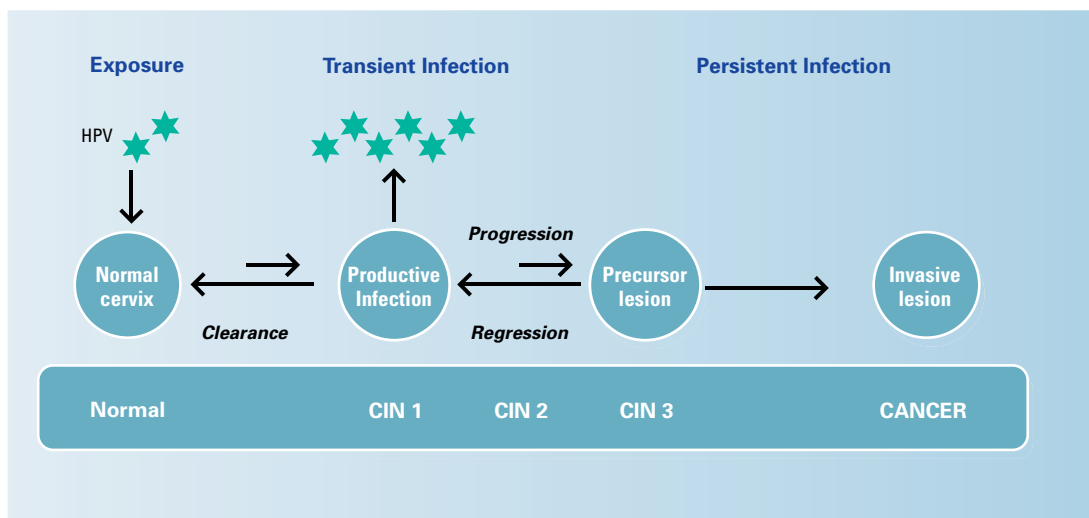 Exposure
Transient Infection
Persistent Infection
HPV
Progression
Normal
cervix
Productive
Infection
Precursor
lesion
Invasive
lesion
Clearance
Regression
Normal
CIN 1
CIN 2
CIN 3
CANCER